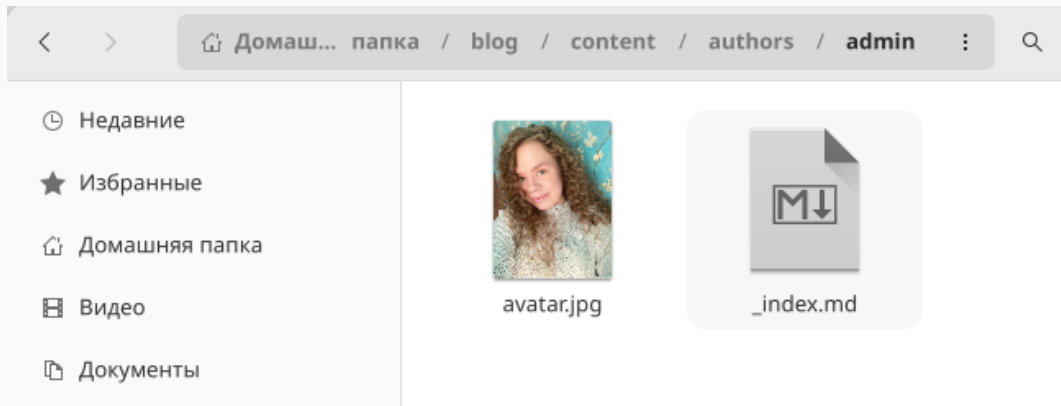 Домаш... папка / blog / content / authors / admin
Недавние
Избранные
Домашняя папка
Видео
Документы
avatar.jpg
M
_index.md